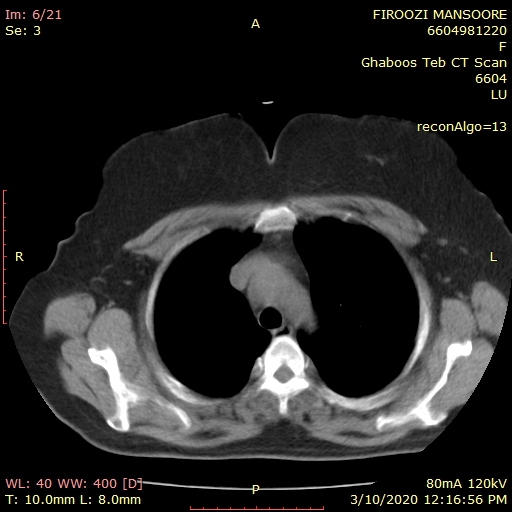 Im: 6/21
Se: 3
A
FIROOZI MANSOORE
6604981220
F
Ghaboos Teb CT Scan
6604
LU
reconAlgo=13
R
L
WL: 40 WW: 400 [D]
T: 10.0mm L: 8.0mm
P
80mA 120kV
3/10/2020 12:16:56 PM